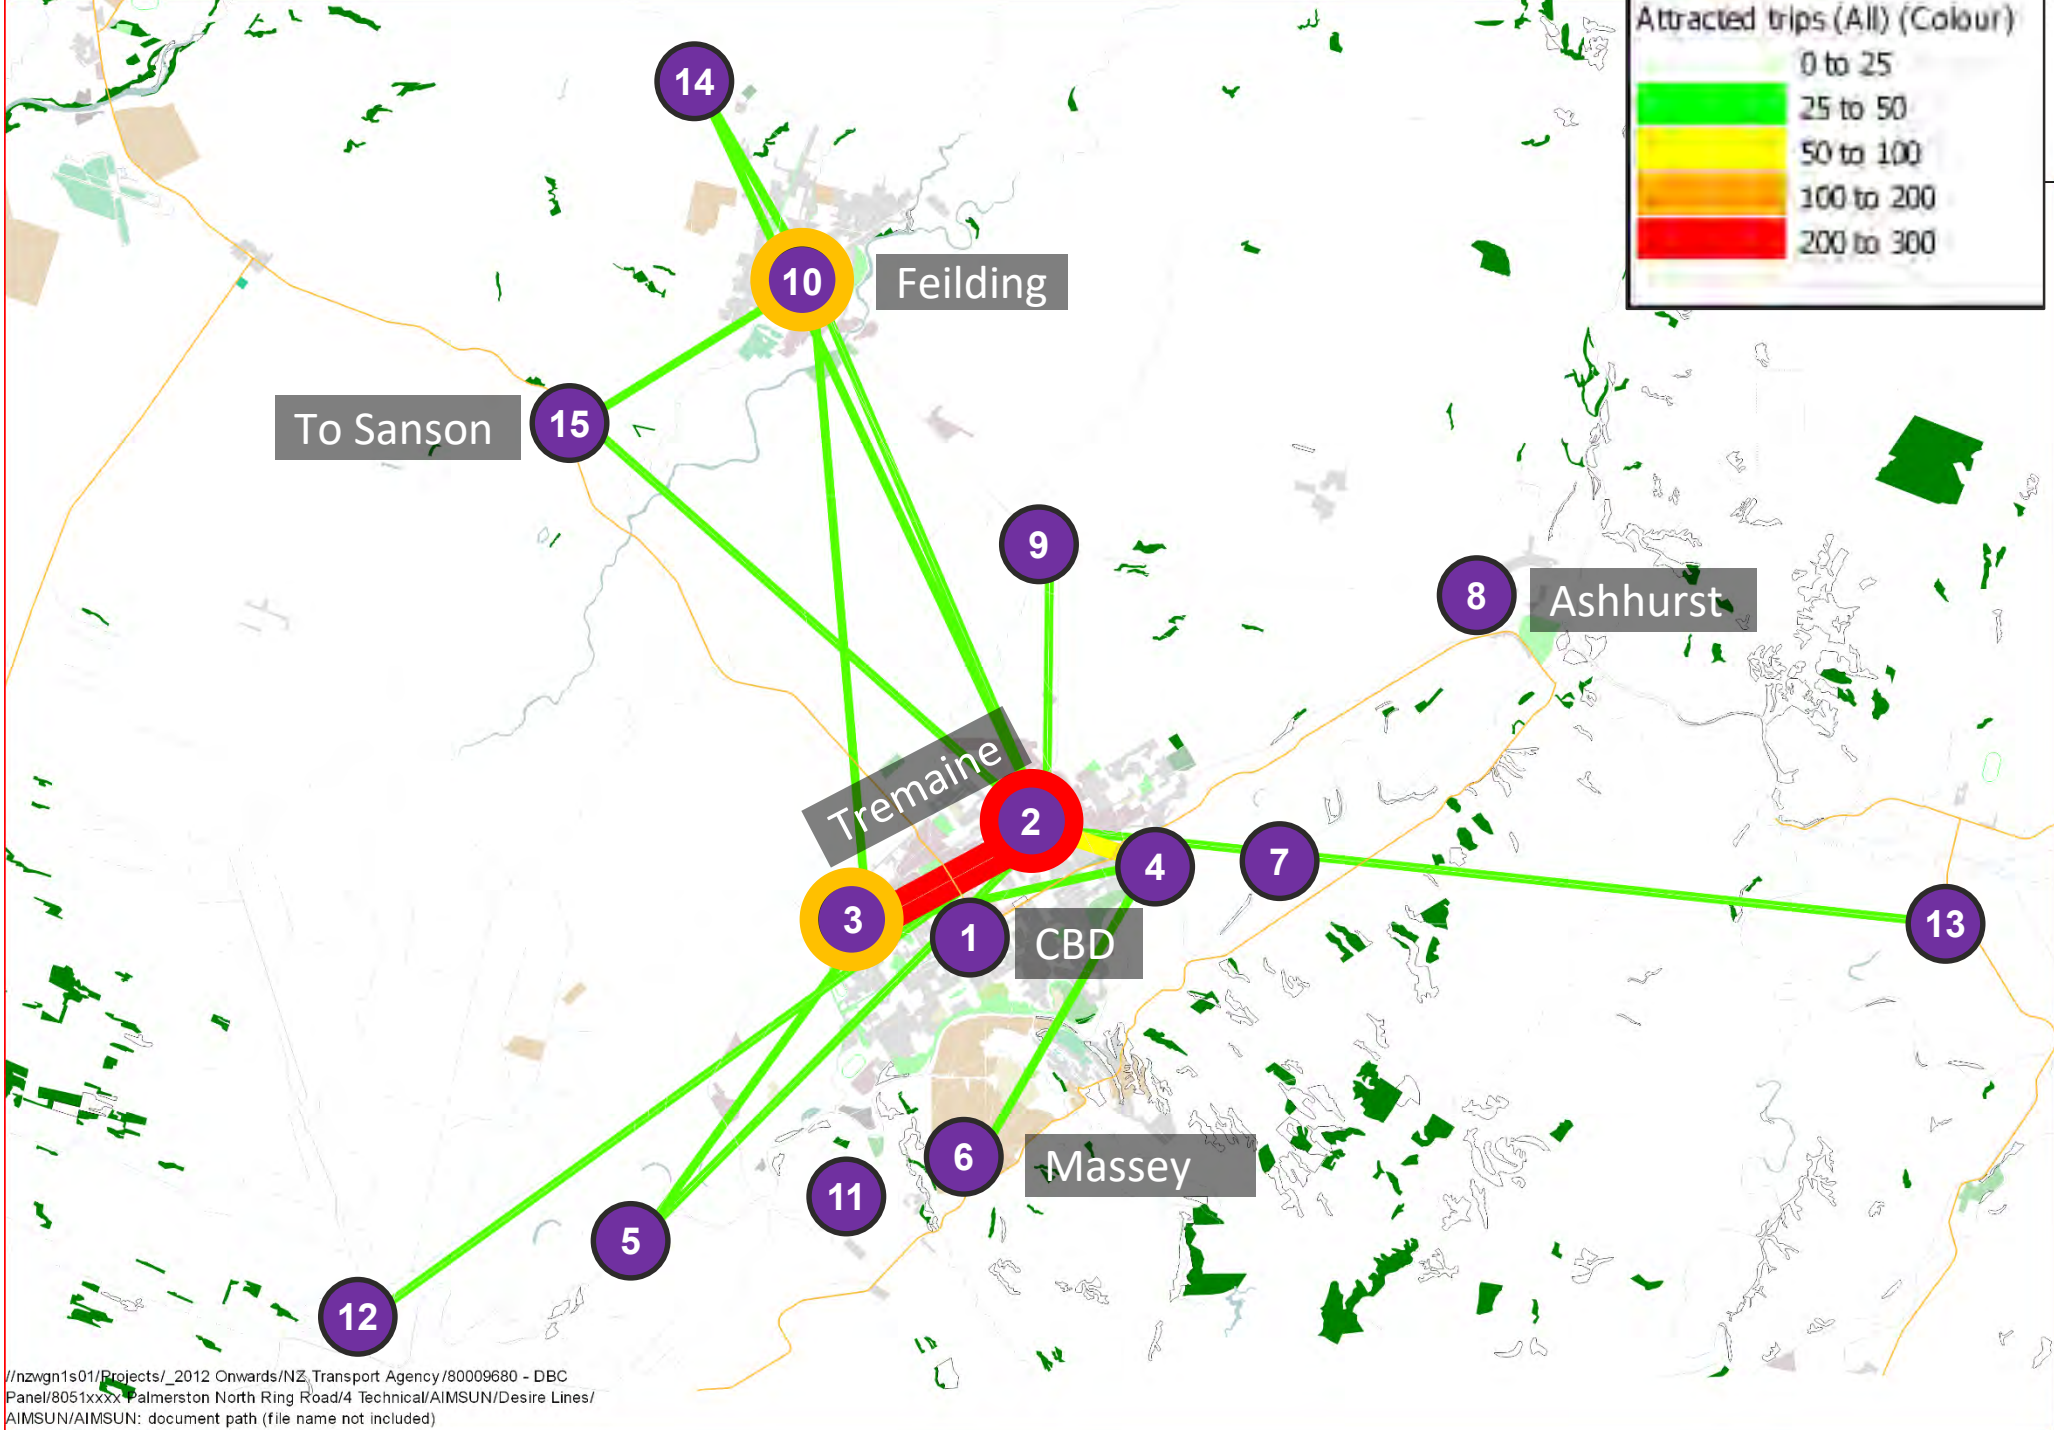 Attracted trips (All) (Colour)
0 to 25
25 to 50
50 to 100
100 to 200
200 to 300
14
10
Feilding
To Sanson
15
9
8
Ashhurst
Tremaine
2
4
7
3
1
CBD
13
6
Massey
11
5
12
//nzwgn1s01/Projects/_2012 Onwards/NZ Transport Agency/80009680 - DBC
Panel/8051xxxx Palmerston North Ring Road/4 Technical/AIMSUN/Desire Lines/
AIMSUN/AIMSUN: document path (file name not included)